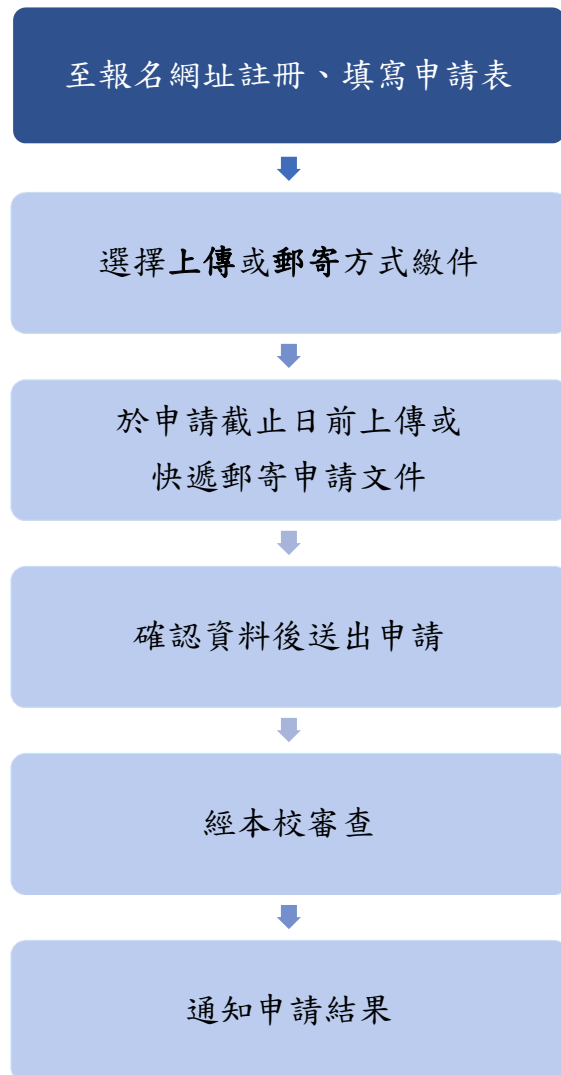 至報名網址註冊、填寫申請表
選擇上傳或郵寄方式繳件
於申請截止日前上傳或
快遞郵寄申請文件
確認資料後送出申請
經本校審查
通知申請結果